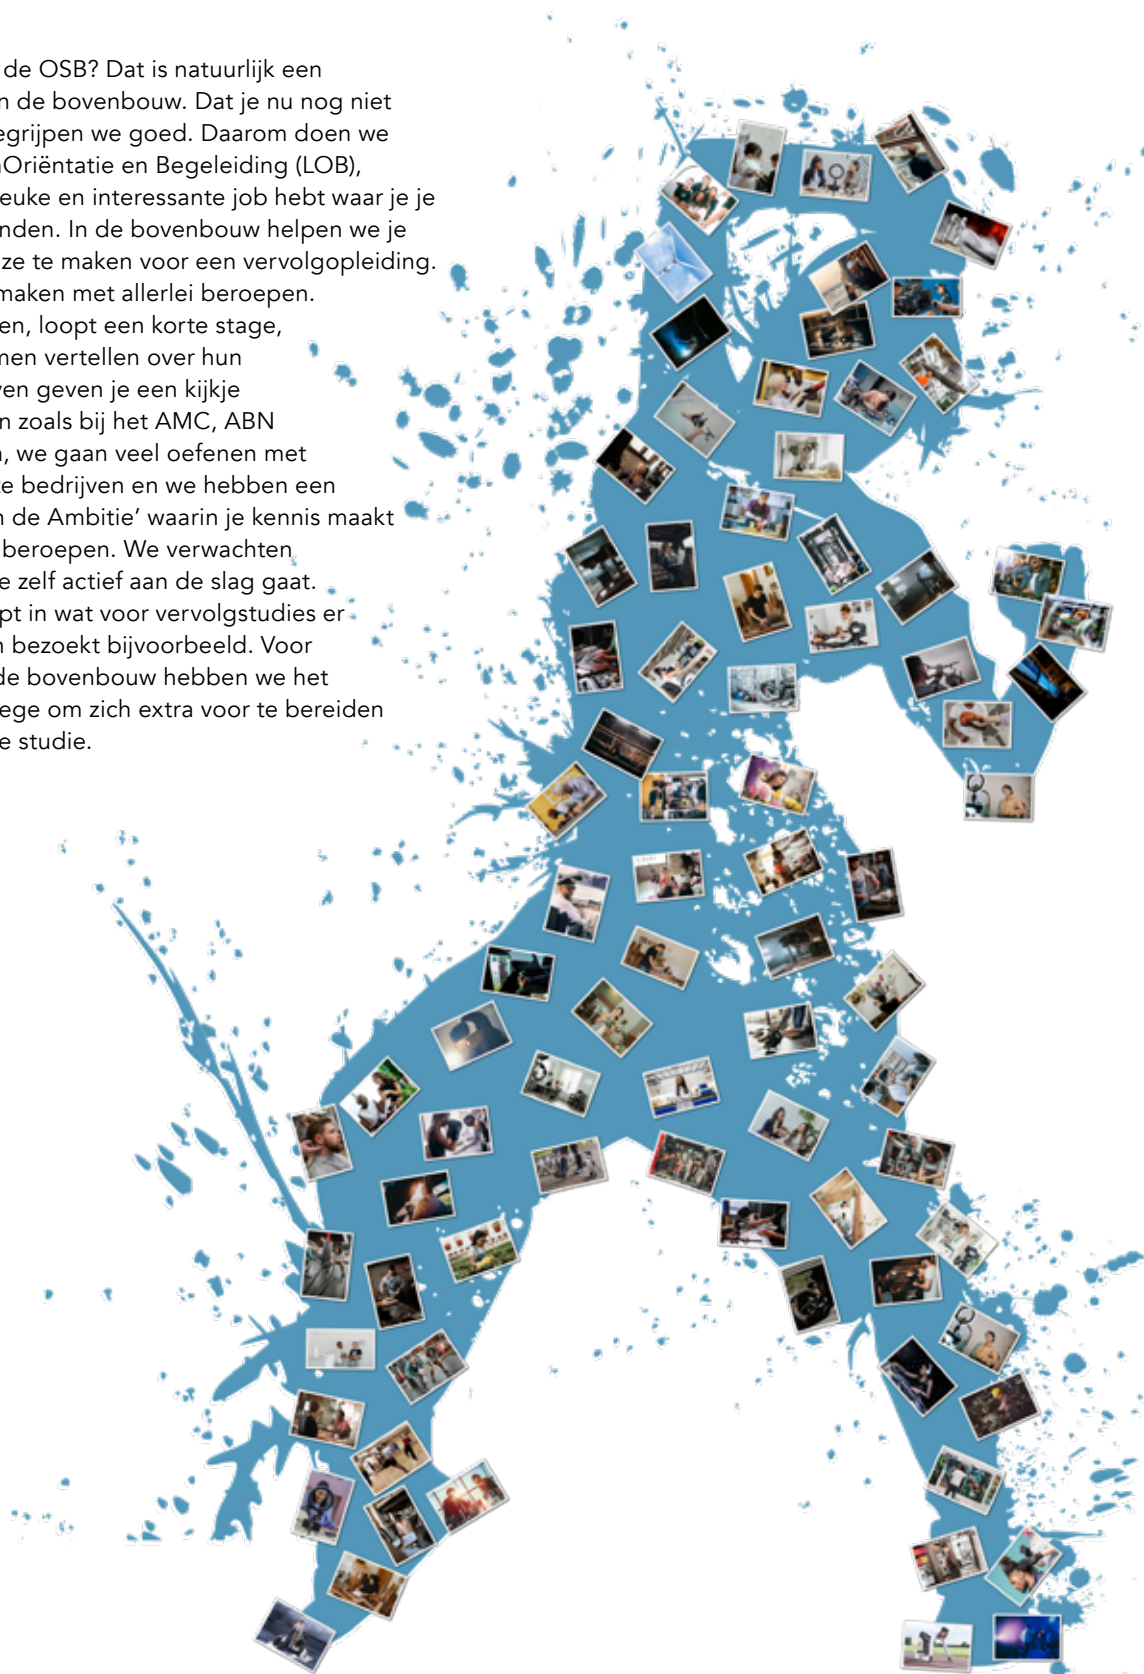 de OSB? Dat is natuurlijk een
n de bovenbouw. Dat je nu nog niet
egrijpen we goed. Daarom doen we
nOriëntatie en Begeleiding (LOB),
euke en interessante job hebt waar je je
nden. In de bovenbouw helpen we je
ze te maken voor een vervolgopleiding.
maken met allerlei beroepen.
en, loopt een korte stage,
men vertellen over hun
ven geven je een kijkje
n zoals bij het AMC, ABN
n, we gaan veel oefenen met
te bedrijven en we hebben een
n de Ambitie’ waarin je kennis maakt
beroepen. We verwachten
e zelf actief aan de slag gaat.
pt in wat voor vervolgstudies er
n bezoekt bijvoorbeeld. Voor
de bovenbouw hebben we het
ege om zich extra voor te bereiden
e studie.